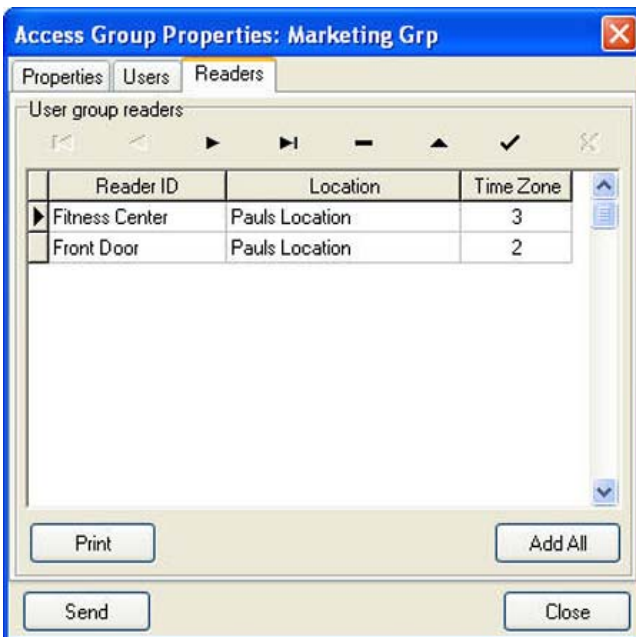 Access Group Properties: Marketing Grp
Properties Users Readers
User group readers
Reader ID Location Time Zone
Fitness Center Pauls Location 3
Front Door Pauls Location 2
Print Add All
Send Close